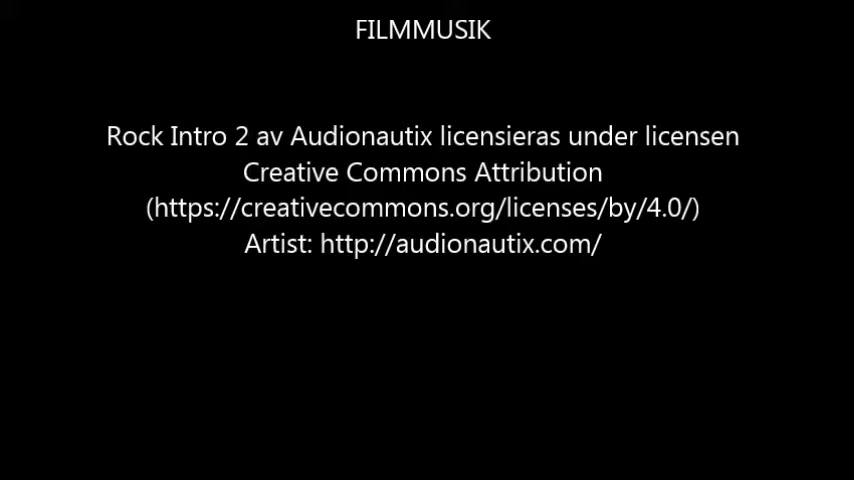 FILMMUSIK
Rock Intro 2 av Audionautix licensieras under licensen
Creative Commons Attribution
(https://creativecommons.org/licenses/by/4.0/)
Artist: http://audionautix.com/